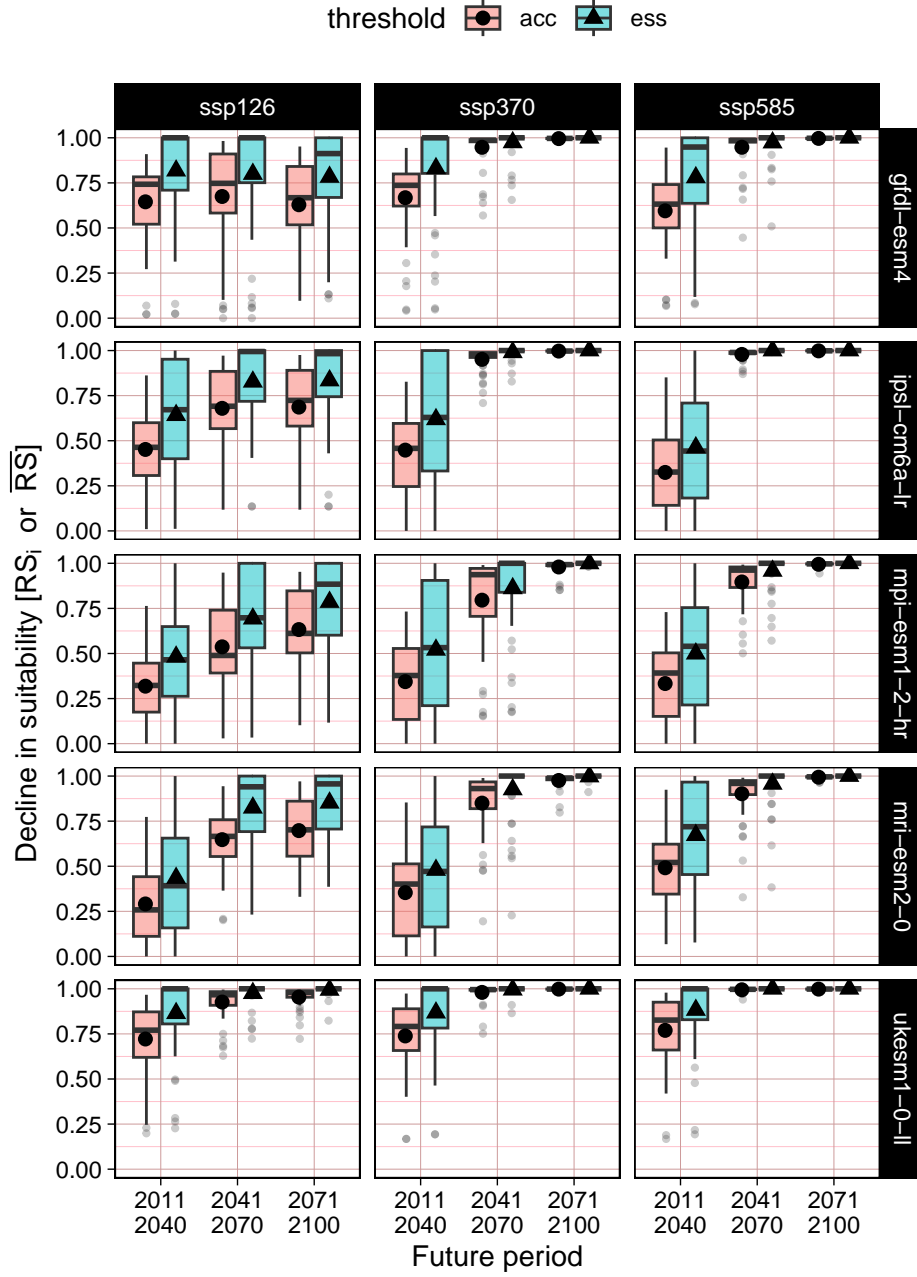 threshold acc ess
ssp126 ssp370 ssp585
1.00
0.75
0.50
0.25
0.00
gfdl−esm4
1.00
0.75
0.50
0.25
0.00
ipsl−cm6a−lr
1.00
0.75
0.50
0.25
0.00
mpi−esm1−2−hr
1.00
0.75
0.50
0.25
0.00
mri−esm2−0
1.00
0.75
0.50
0.25
0.00
ukesm1−0−ll
Decline in suitability [RSi or R̅S̅]
2011 2041 2071 2011 2041 2071 2011 2041 2071
2040 2070 2100 2040 2070 2100 2040 2070 2100
Future period